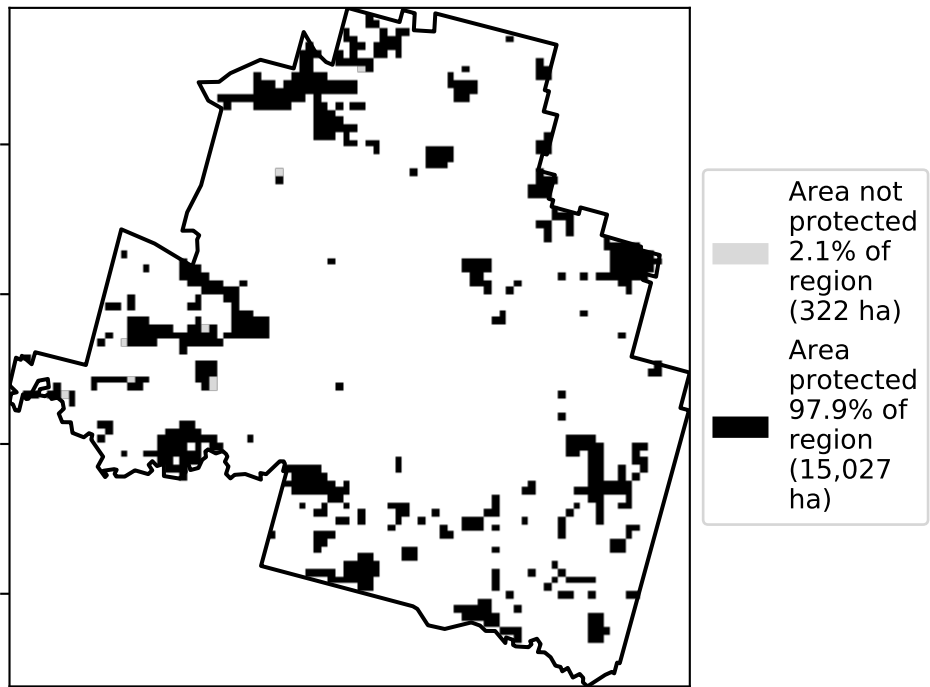 Area not
protected
2.1% of
region
(322 ha)
Area
protected
97.9% of
region
(15,027
ha)